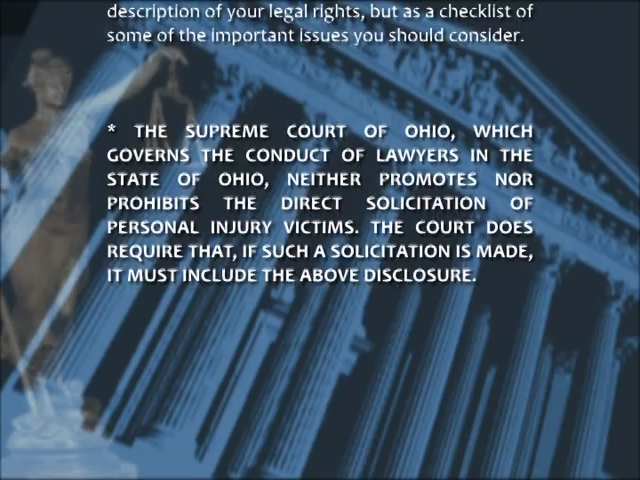 description of your legal rights, but as a checklist of
some of the important issues you should consider.
* THE SUPREME COURT OF OHIO, WHICH
GOVERNS THE CONDUCT OF LAWYERS IN THE
STATE OF OHIO, NEITHER PROMOTES NOR
PROHIBITS THE DIRECT SOLICITATION OF
PERSONAL INJURY VICTIMS. THE COURT DOES
REQUIRE THAT, IF SUCH A SOLICITATION IS MADE,
IT MUST INCLUDE THE ABOVE DISCLOSURE.